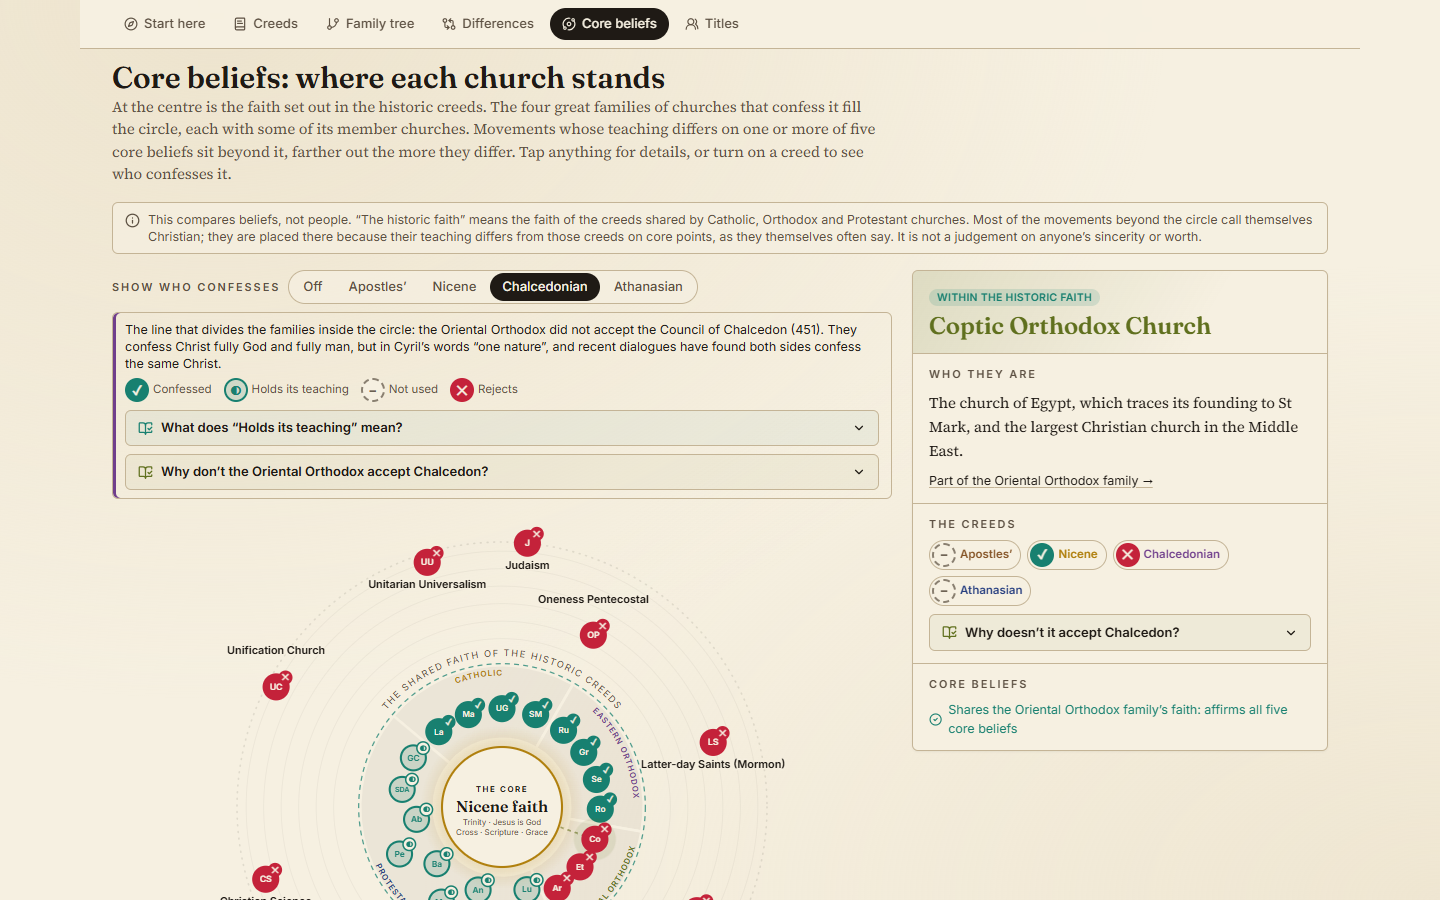 Start here
Creeds
Family tree
Differences
Core beliefs
Titles
Core beliefs: where each church stands
At the centre is the faith set out in the historic creeds. The four great families of churches that confess it fill
the circle, each with some of its member churches. Movements whose teaching differs on one or more of five
core beliefs sit beyond it, farther out the more they differ. Tap anything for details, or turn on a creed to see
who confesses it.
This compares beliefs, not people. “The historic faith” means the faith of the creeds shared by Catholic, Orthodox and Protestant churches. Most of the movements beyond the circle call themselves
Christian; they are placed there because their teaching differs from those creeds on core points, as they themselves often say. It is not a judgement on anyone’s sincerity or worth.
SHOW WHO CONFESSES
Off
Apostles’
Nicene
Chalcedonian
Athanasian
The line that divides the families inside the circle: the Oriental Orthodox did not accept the Council of Chalcedon (451). They
confess Christ fully God and fully man, but in Cyril’s words “one nature”, and recent dialogues have found both sides confess
the same Christ.
Confessed
Holds its teaching
Not used
Rejects
What does “Holds its teaching” mean?
Why don’t the Oriental Orthodox accept Chalcedon?
J
Judaism
UU
Unitarian Universalism
Oneness Pentecostal
OP
Unification Church
UC
THE SHARED FAITH OF THE HISTORIC CREEDS
CATHOLIC
EASTERN ORTHODOX
LS
Latter-day Saints (Mormon)
La
Ma
UG
SM
Ru
Gr
Se
Ro
Co
Et
Ar
Lu
An
Ba
Pe
Ab
SDA
GC
THE CORE
Nicene faith
Trinity · Jesus is God
Cross · Scripture · Grace
CS
WITHIN THE HISTORIC FAITH
Coptic Orthodox Church
WHO THEY ARE
The church of Egypt, which traces its founding to St
Mark, and the largest Christian church in the Middle
East.
Part of the Oriental Orthodox family →
THE CREEDS
Apostles’
Nicene
Chalcedonian
Athanasian
Why doesn’t it accept Chalcedon?
CORE BELIEFS
Shares the Oriental Orthodox family’s faith: affirms all five
core beliefs